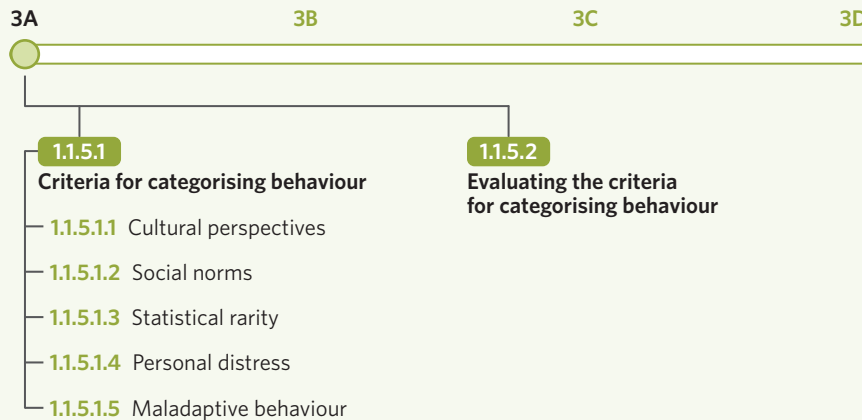 3A 3B 3C 3D
1.1.5.1
Criteria for categorising behaviour
1.1.5.1.1 Cultural perspectives
1.1.5.1.2 Social norms
1.1.5.1.3 Statistical rarity
1.1.5.1.4 Personal distress
1.1.5.1.5 Maladaptive behaviour
1.1.5.2
Evaluating the criteria
for categorising behaviour